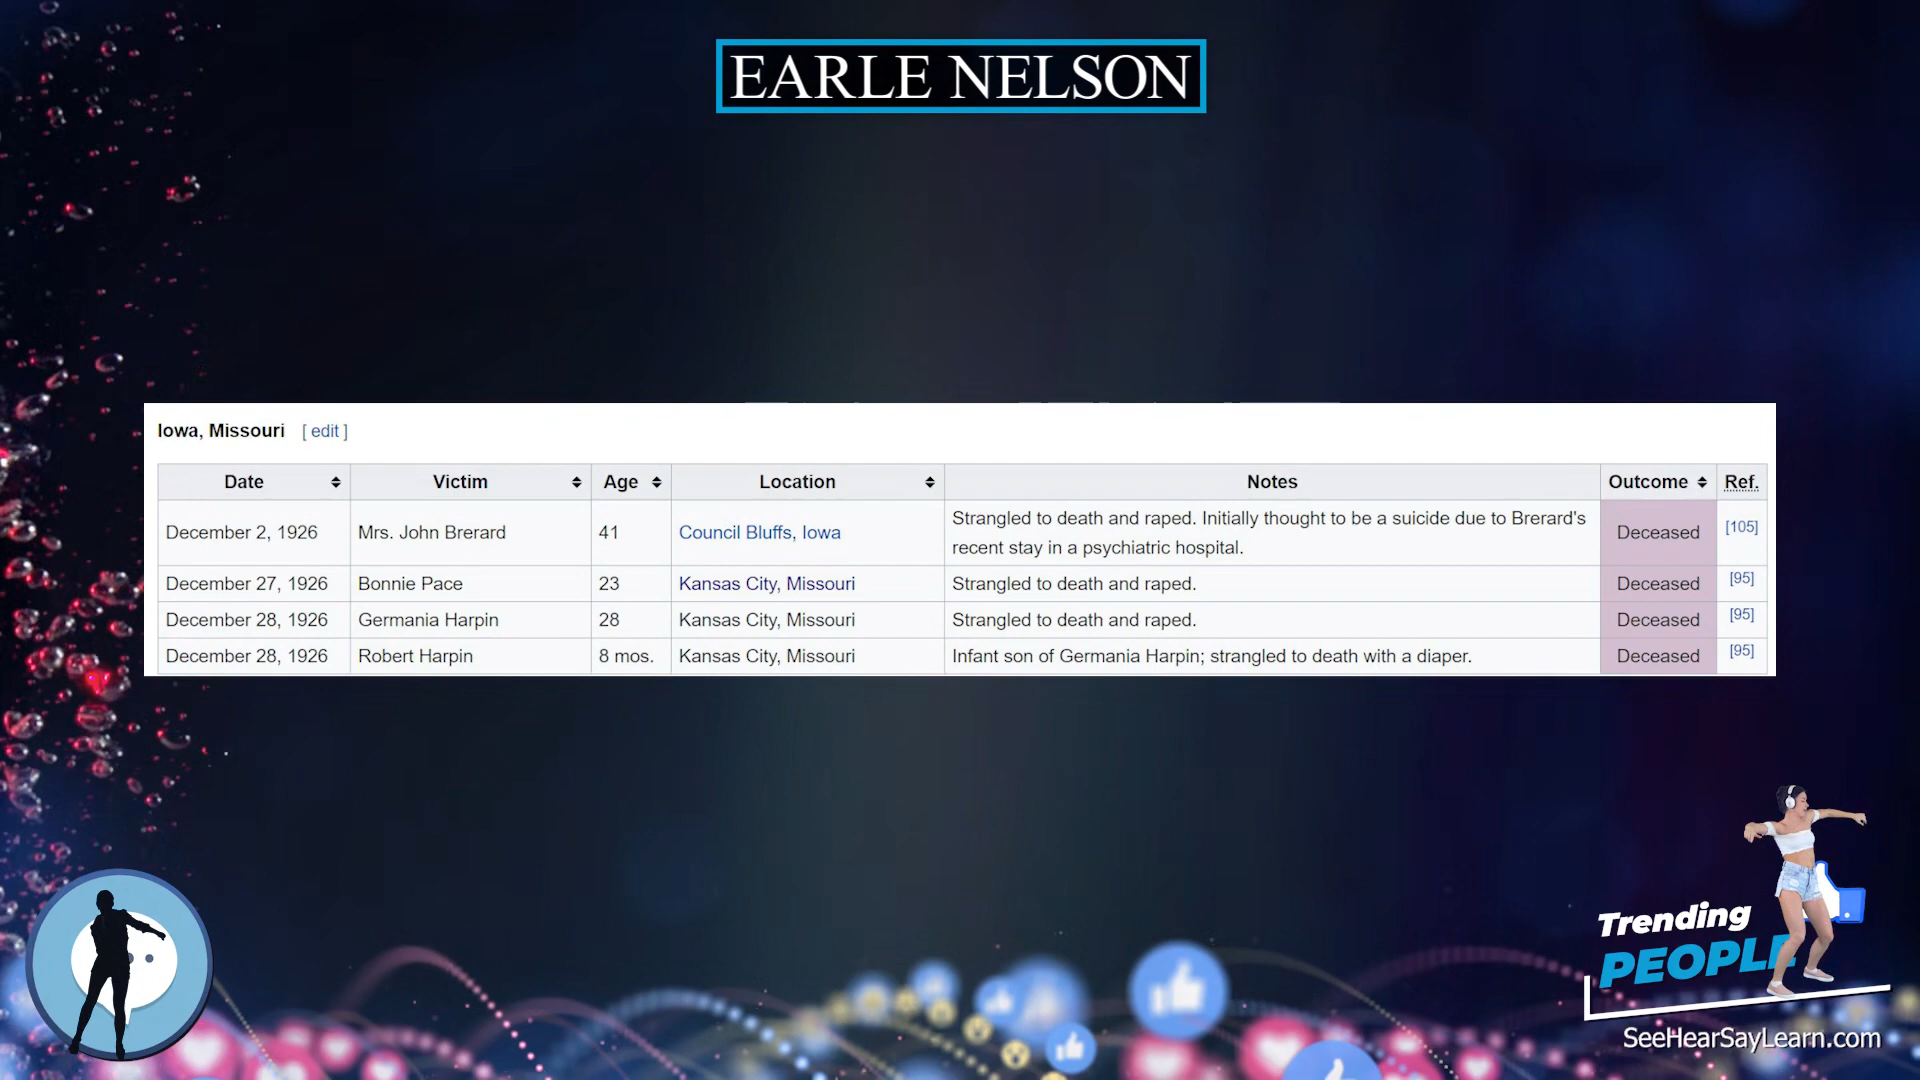 EARLE NELSON
Iowa, Missouri [ edit ]
Date Victim Age Location Notes Outcome Ref.
December 2, 1926 Mrs. John Brerard 41 Council Bluffs, Iowa Strangled to death and raped. Initially thought to be a suicide due to Brerard's recent stay in a psychiatric hospital. Deceased [105]
December 27, 1926 Bonnie Pace 23 Kansas City, Missouri Strangled to death and raped. Deceased [95]
December 28, 1926 Germania Harpin 28 Kansas City, Missouri Strangled to death and raped. Deceased [95]
December 28, 1926 Robert Harpin 8 mos. Kansas City, Missouri Infant son of Germania Harpin; strangled to death with a diaper. Deceased [95]
Trending
PEOPLE
SeeHearSayLearn.com